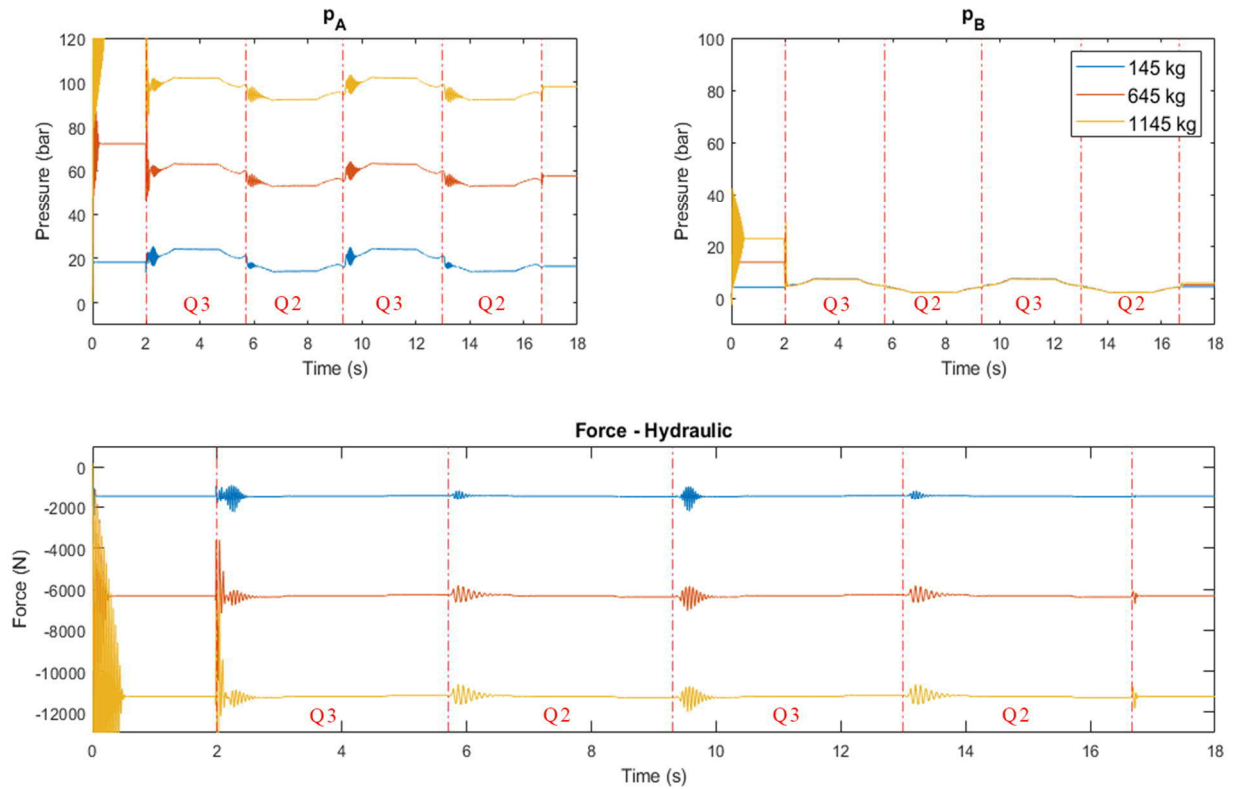 p_A
Pressure (bar)
120
100
80
60
40
20
0
Q3 Q2 Q3 Q2
0 2 4 6 8 10 12 14 16 18
Time (s)
p_B
Pressure (bar)
100
80
60
40
20
0
145 kg
645 kg
1145 kg
Q3 Q2 Q3 Q2
0 2 4 6 8 10 12 14 16 18
Time (s)
Force - Hydraulic
Force (N)
0
-2000
-4000
-6000
-8000
-10000
-12000
Q3 Q2 Q3 Q2
0 2 4 6 8 10 12 14 16 18
Time (s)